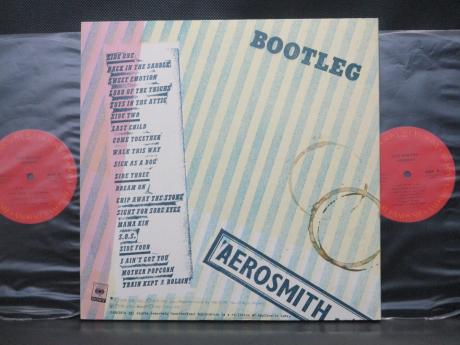 BOOTLEG
SIDE ONE
BACK IN THE SADDLE
SWEET EMOTION
LORD OF THE THIGHS
TOYS IN THE ATTIC
SIDE TWO
LAST CHILD
COME TOGETHER
WALK THIS WAY
SICK AS A DOG
SIDE THREE
DREAM ON
CHIP AWAY THE STONE
SIGHT FOR SORE EYES
MAMA KIN
S.O.S.
SIDE FOUR
I AIN'T GOT YOU
MOTHER POPCORN
TRAIN KEPT A ROLLIN'
AEROSMITH